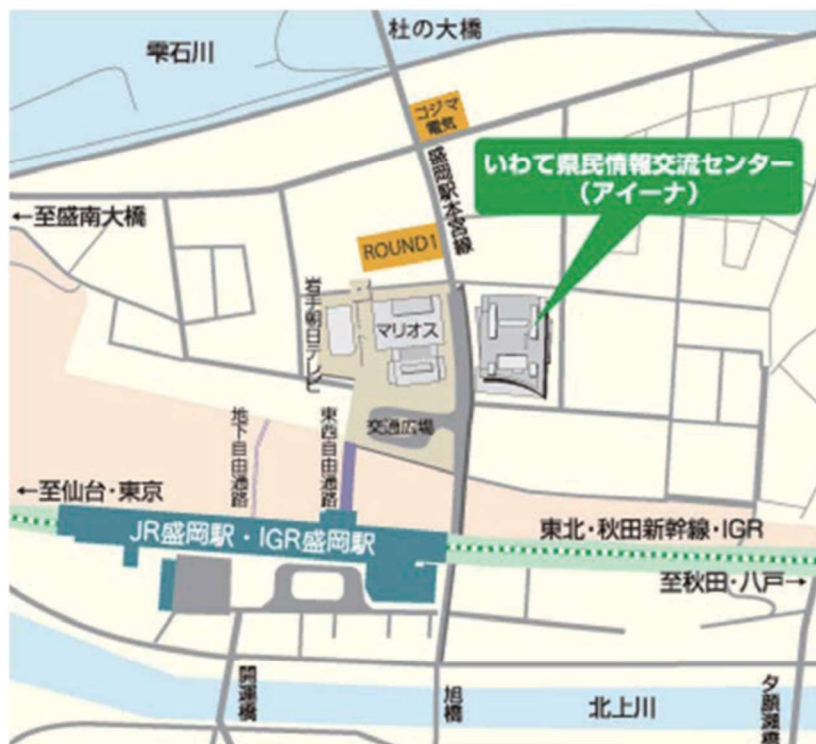 杜の大橋
雫石川
コジマ
電気
いわて県民情報交流センター
(アイーナ)
盛岡駅本宮線
←至盛南大橋
ROUND1
岩手朝日テレビ
マリオス
交通広場
地下自由通路
東西自由通路
←至仙台・東京
JR盛岡駅・IGR盛岡駅
東北・秋田新幹線・IGR
至秋田・八戸→
開運橋
旭橋
北上川
夕顔瀬橋